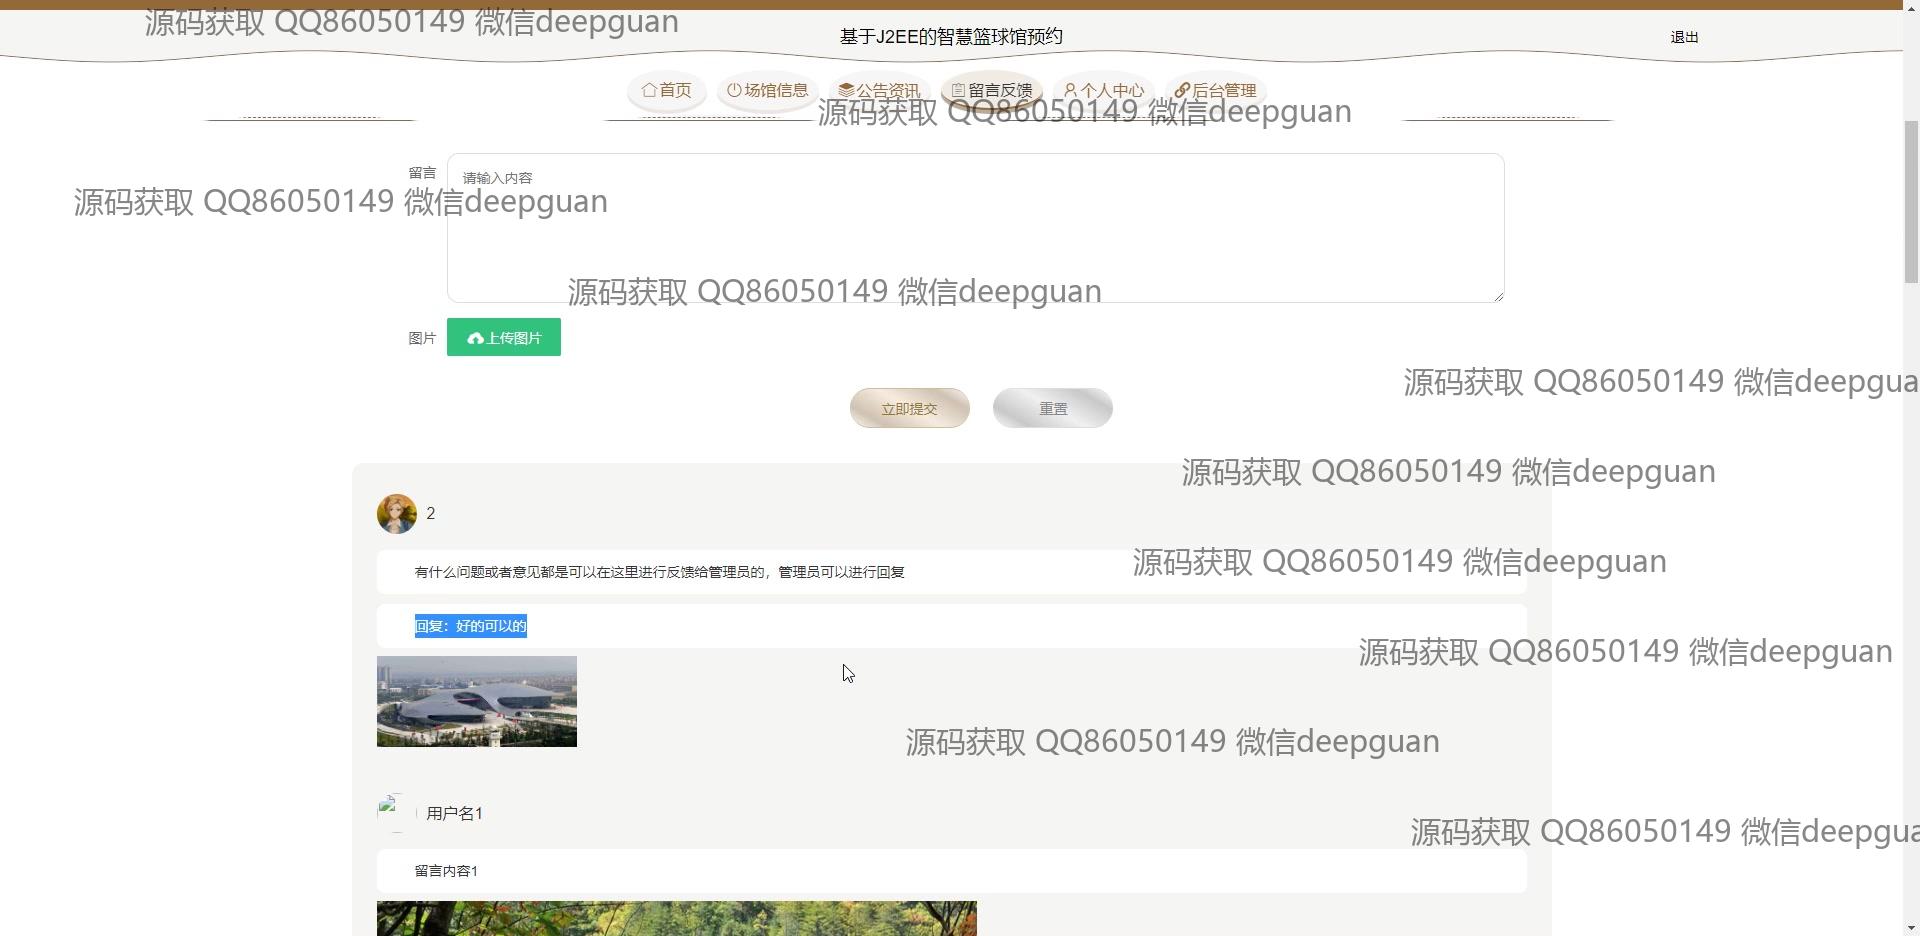 源码获取 QQ86050149 微信deepguan
基于J2EE的智慧篮球馆预约
退出
首页 场馆信息 公告资讯 留言反馈 个人中心 后台管理
源码获取 QQ86050149 微信deepguan
留言
请输入内容
源码获取 QQ86050149 微信deepguan
源码获取 QQ86050149 微信deepguan
图片
上传图片
源码获取 QQ86050149 微信deepgua
立即提交 重置
源码获取 QQ86050149 微信deepguan
2
源码获取 QQ86050149 微信deepguan
有什么问题或者意见都是可以在这里进行反馈给管理员的，管理员可以进行回复
回复：好的可以的
源码获取 QQ86050149 微信deepguan
源码获取 QQ86050149 微信deepguan
用户名1
源码获取 QQ86050149 微信deepgua
留言内容1